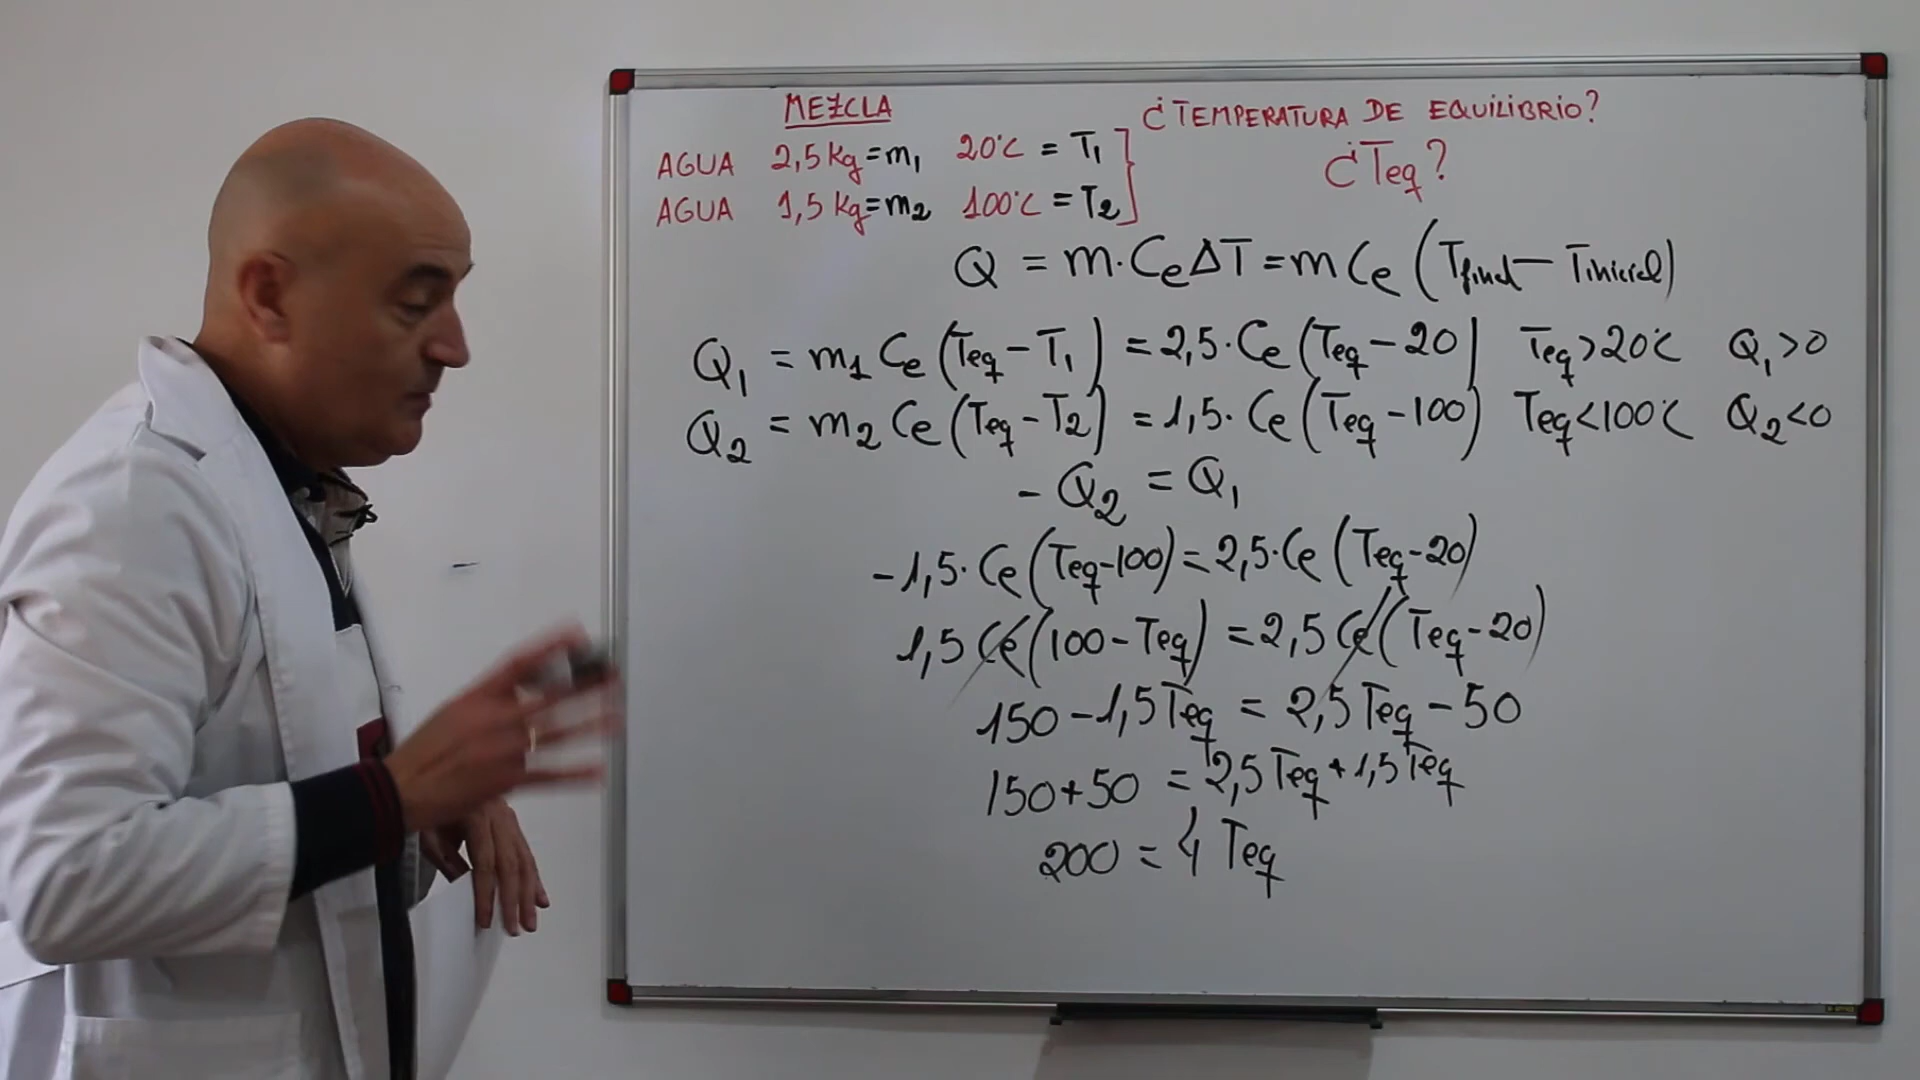 MEZCLA
¿TEMPERATURA DE EQUILIBRIO?
AGUA 2,5 Kg = m₁ 20°C = T₁
AGUA 1,5 Kg = m₂ 100°C = T₂
¿Teq?
Q = m · Ce ΔT = m Ce (Tfinal − Tinicial)
Q₁ = m₁ Ce (Teq − T₁) = 2,5 · Ce (Teq − 20) Teq > 20°C Q₁ > 0
Q₂ = m₂ Ce (Teq − T₂) = 1,5 · Ce (Teq − 100) Teq < 100°C Q₂ < 0
− Q₂ = Q₁
−1,5 · Ce (Teq − 100) = 2,5 · Ce (Teq − 20)
1,5 Ce (100 − Teq) = 2,5 Ce (Teq − 20)
150 − 1,5 Teq = 2,5 Teq − 50
150 + 50 = 2,5 Teq + 1,5 Teq
200 = 4 Teq